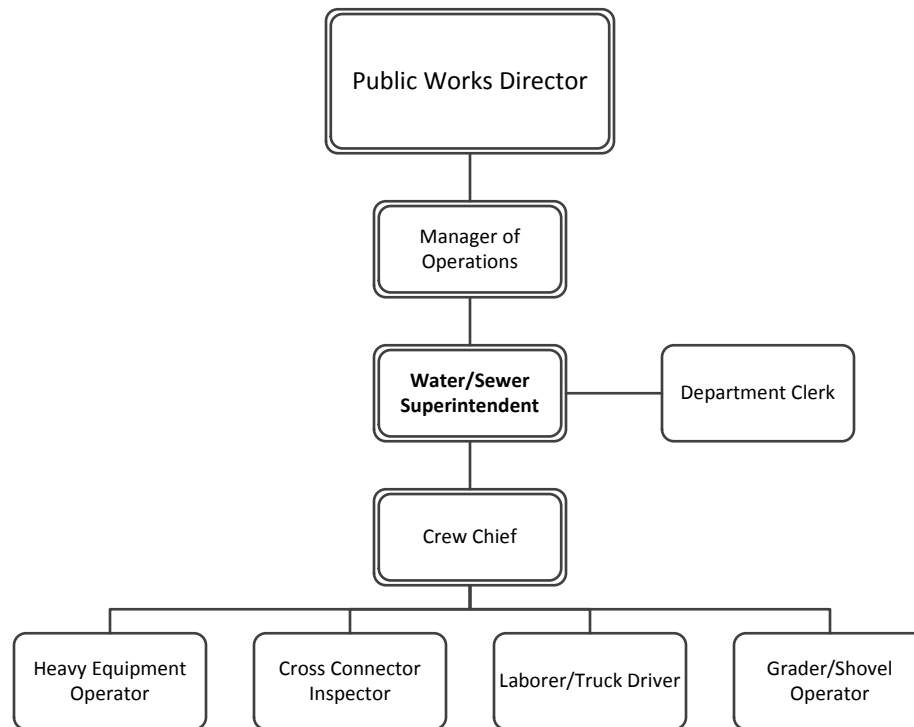 Public Works Director
Manager of
Operations
Water/Sewer
Superintendent
Department Clerk
Crew Chief
Heavy Equipment
Operator
Cross Connector
Inspector
Laborer/Truck Driver
Grader/Shovel
Operator